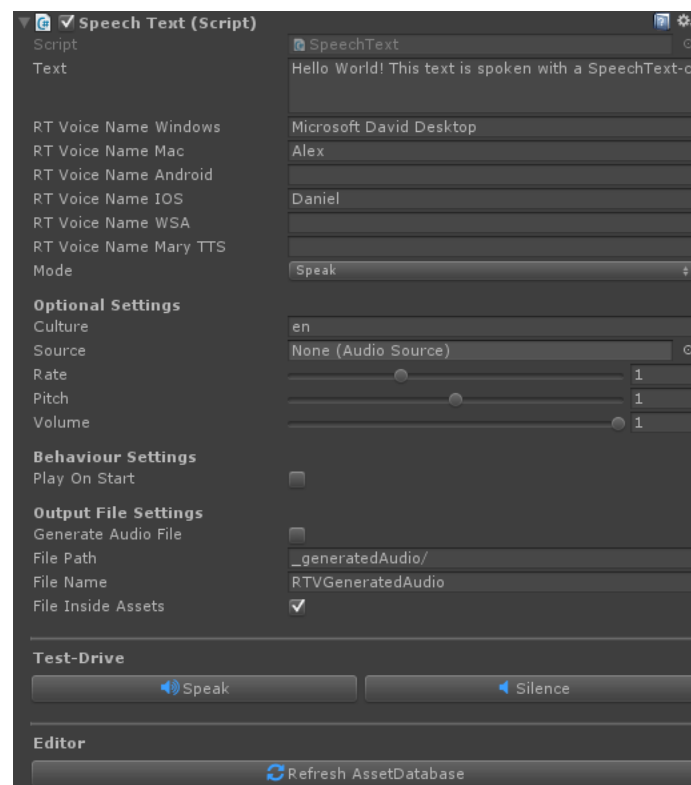 Speech Text (Script)
Script SpeechText
Text Hello World! This text is spoken with a SpeechText-c
RT Voice Name Windows Microsoft David Desktop
RT Voice Name Mac Alex
RT Voice Name Android
RT Voice Name IOS Daniel
RT Voice Name WSA
RT Voice Name Mary TTS
Mode Speak
Optional Settings
Culture en
Source None (Audio Source)
Rate 1
Pitch 1
Volume 1
Behaviour Settings
Play On Start
Output File Settings
Generate Audio File
File Path _generatedAudio/
File Name RTVGeneratedAudio
File Inside Assets
Test-Drive
Speak Silence
Editor
Refresh AssetDatabase